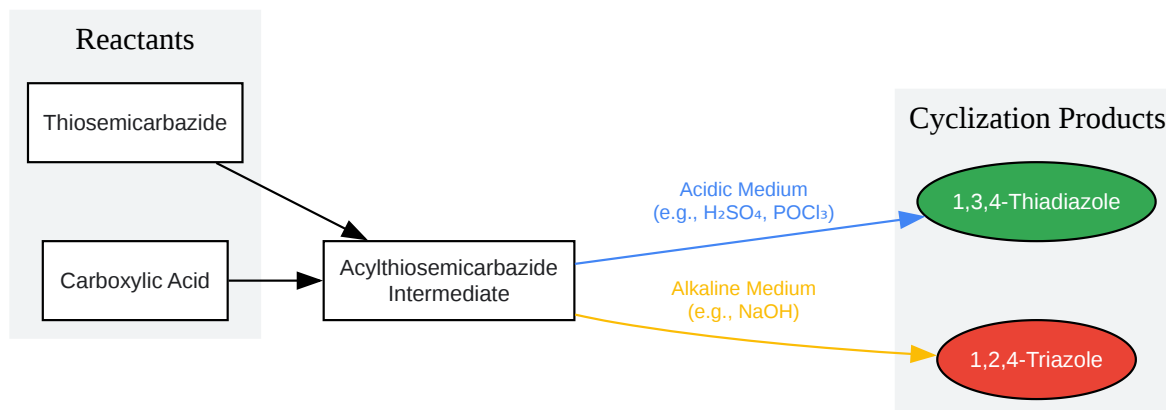 Reactants
Thiosemicarbazide
Carboxylic Acid
Acylthiosemicarbazide
Intermediate
Acidic Medium
(e.g., H₂SO₄, POCl₃)
Alkaline Medium
(e.g., NaOH)
Cyclization Products
1,3,4-Thiadiazole
1,2,4-Triazole